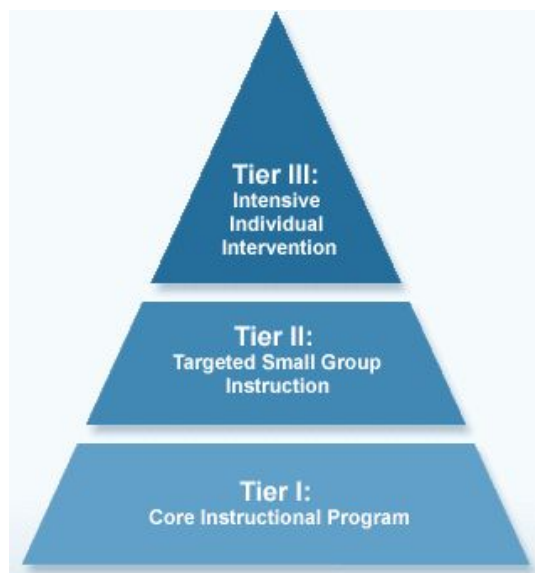 Tier III:
Intensive
Individual
Intervention
Tier II:
Targeted Small Group
Instruction
Tier I:
Core Instructional Program